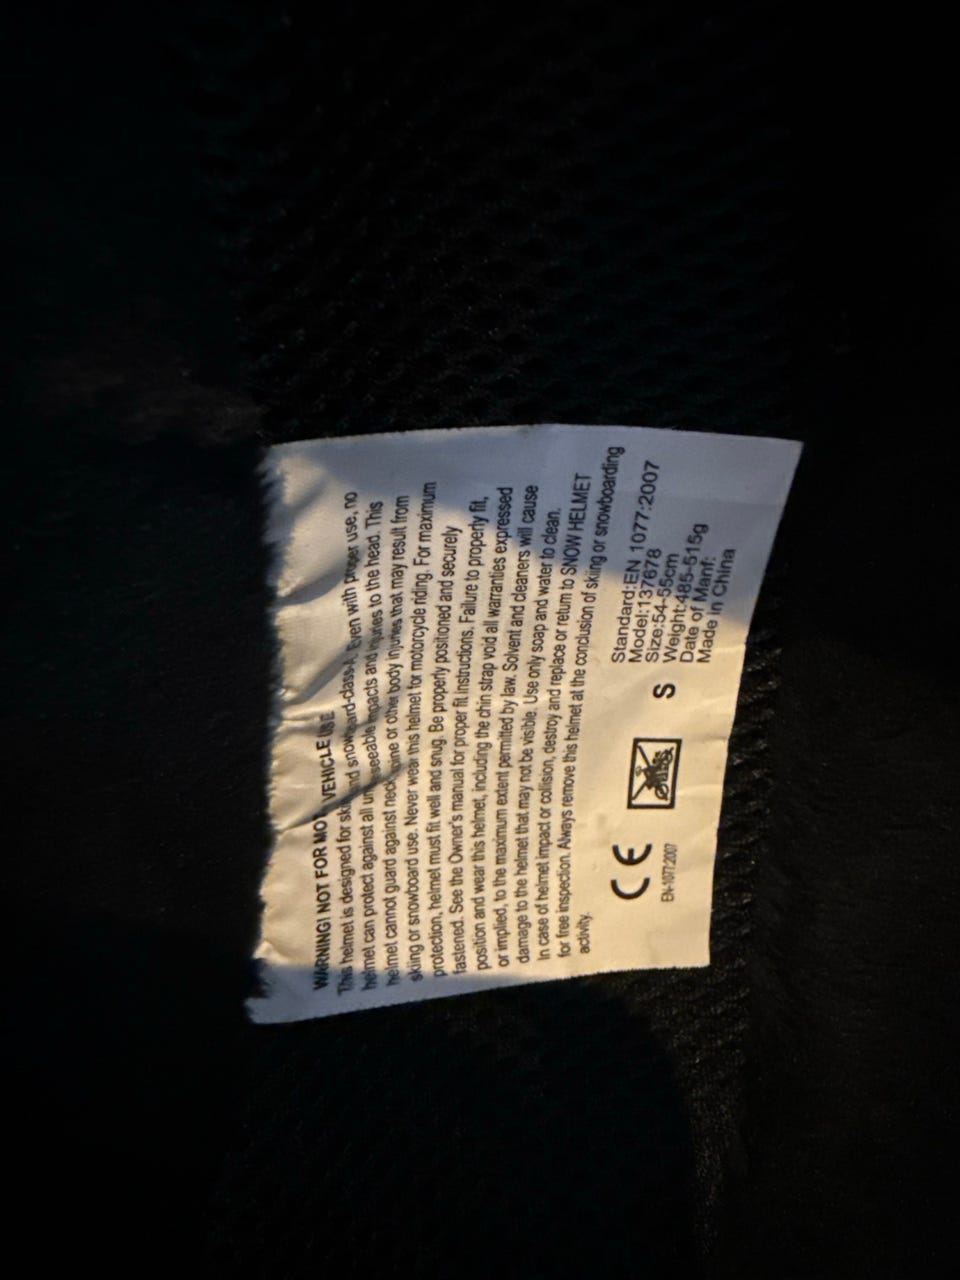 WARNING! NOT FOR MOT VEHICLE USE
This helmet is designed for ski and snowboard-class-A. Even with proper use, no
helmet can protect against all unforeseeable impacts and injuries to the head. This
helmet cannot guard against neck, spine or other body injuries that may result from
skiing or snowboard use. Never wear this helmet for motorcycle riding. For maximum
protection, helmet must fit well and snug. Be properly positioned and securely
fastened. See the Owner's manual for proper fit instructions. Failure to properly fit,
position and wear this helmet, including the chin strap void all warranties expressed
or implied, to the maximum extent permitted by law. Solvent and cleaners will cause
damage to the helmet that may not be visible. Use only soap and water to clean.
In case of helmet impact or collision, destroy and replace or return to SNOW HELMET
for free inspection. Always remove this helmet at the conclusion of skiing or snowboarding
activity.
CE
EN-1077:2007
S
Standard:EN 1077:2007
Model:137678
Size:54-55cm
Weight:485-515g
Date of Manf:
Made in China